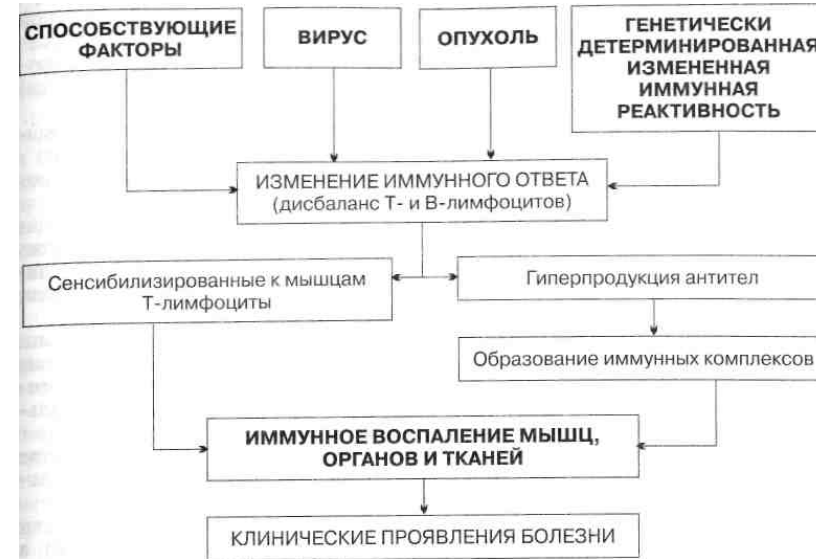 СПОСОБСТВУЮЩИЕ
ФАКТОРЫ
ВИРУС
ОПУХОЛЬ
ГЕНЕТИЧЕСКИ
ДЕТЕРМИНИРОВАННАЯ
ИЗМЕНЕННАЯ
ИММУННАЯ
РЕАКТИВНОСТЬ
ИЗМЕНЕНИЕ ИММУННОГО ОТВЕТА
(дисбаланс Т- и В-лимфоцитов)
Сенсибилизированные к мышцам
Т-лимфоциты
Гиперпродукция антител
Образование иммунных комплексов
ИММУННОЕ ВОСПАЛЕНИЕ МЫШЦ,
ОРГАНОВ И ТКАНЕЙ
КЛИНИЧЕСКИЕ ПРОЯВЛЕНИЯ БОЛЕЗНИ